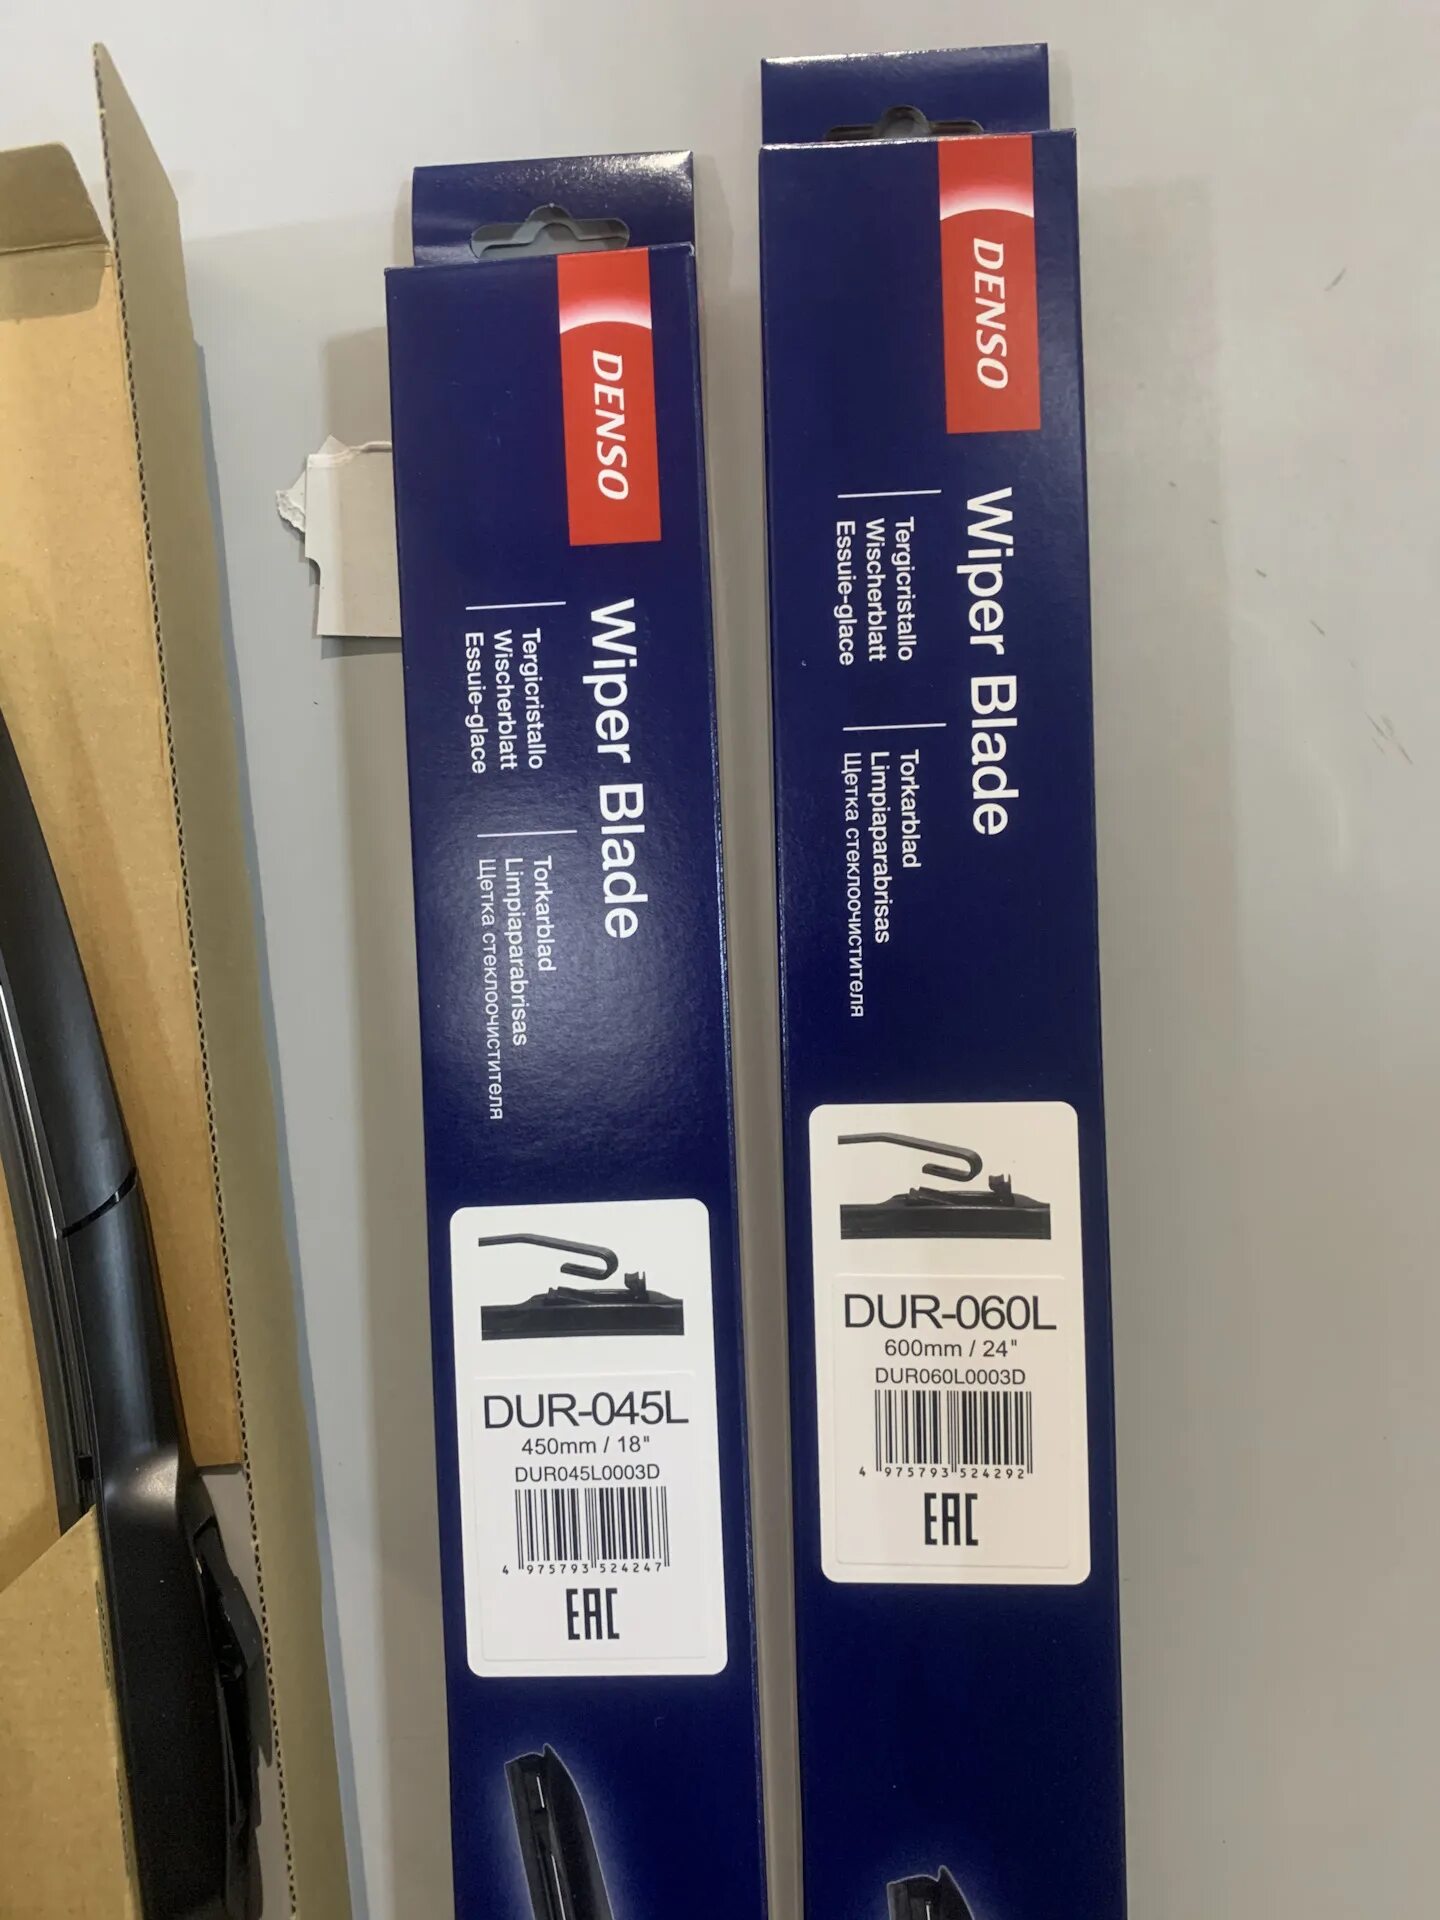 DENSO
Wiper Blade
Tergicristallo
Wischerblatt
Essuie-glace
Torkarblad
Limpiaparabrisas
Щетка стеклоочистителя
DUR-045L
450mm / 18"
DUR045L0003D
4 975793 524247
EAC
DENSO
Wiper Blade
Tergicristallo
Wischerblatt
Essuie-glace
Torkarblad
Limpiaparabrisas
Щетка стеклоочистителя
DUR-060L
600mm / 24"
DUR060L0003D
4 975793 524292
EAC